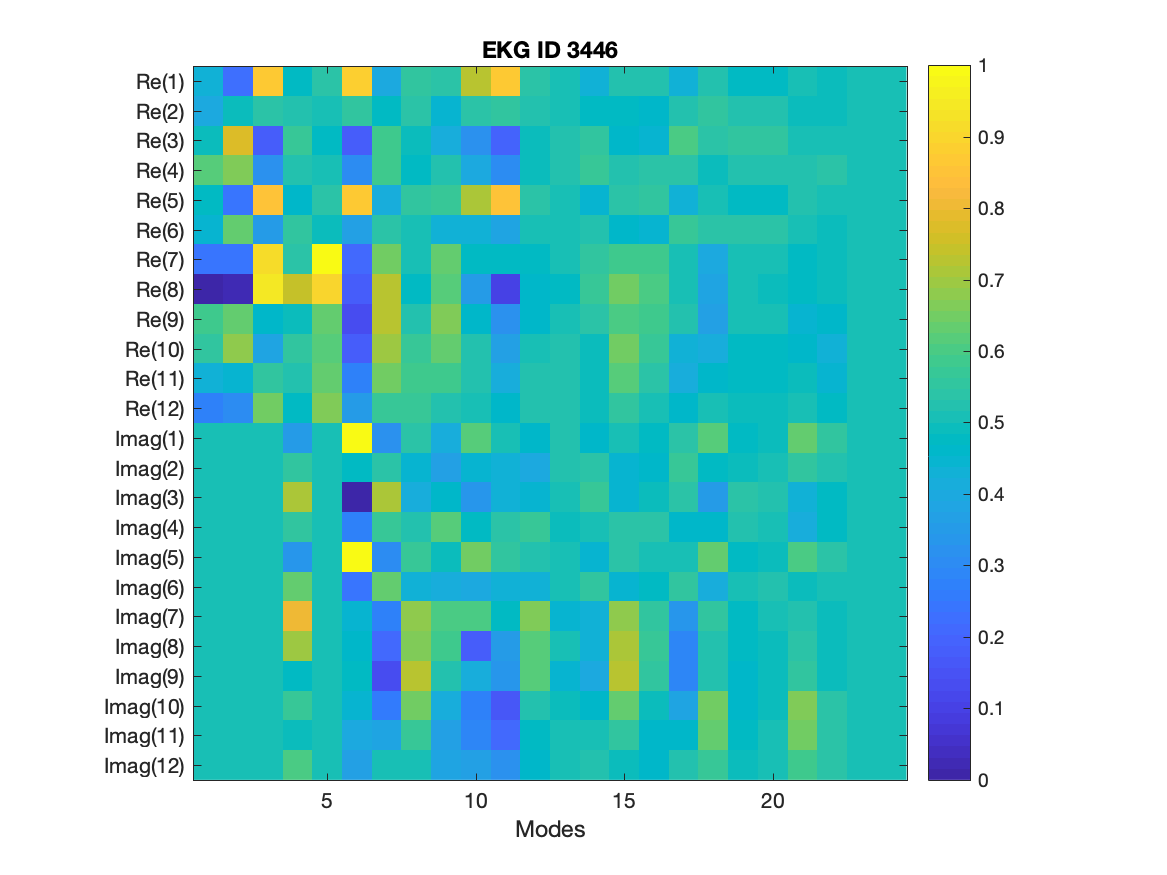 EKG ID 3446
Re(1)
Re(2)
Re(3)
Re(4)
Re(5)
Re(6)
Re(7)
Re(8)
Re(9)
Re(10)
Re(11)
Re(12)
Imag(1)
Imag(2)
Imag(3)
Imag(4)
Imag(5)
Imag(6)
Imag(7)
Imag(8)
Imag(9)
Imag(10)
Imag(11)
Imag(12)
5 10 15 20
Modes
1
0.9
0.8
0.7
0.6
0.5
0.4
0.3
0.2
0.1
0